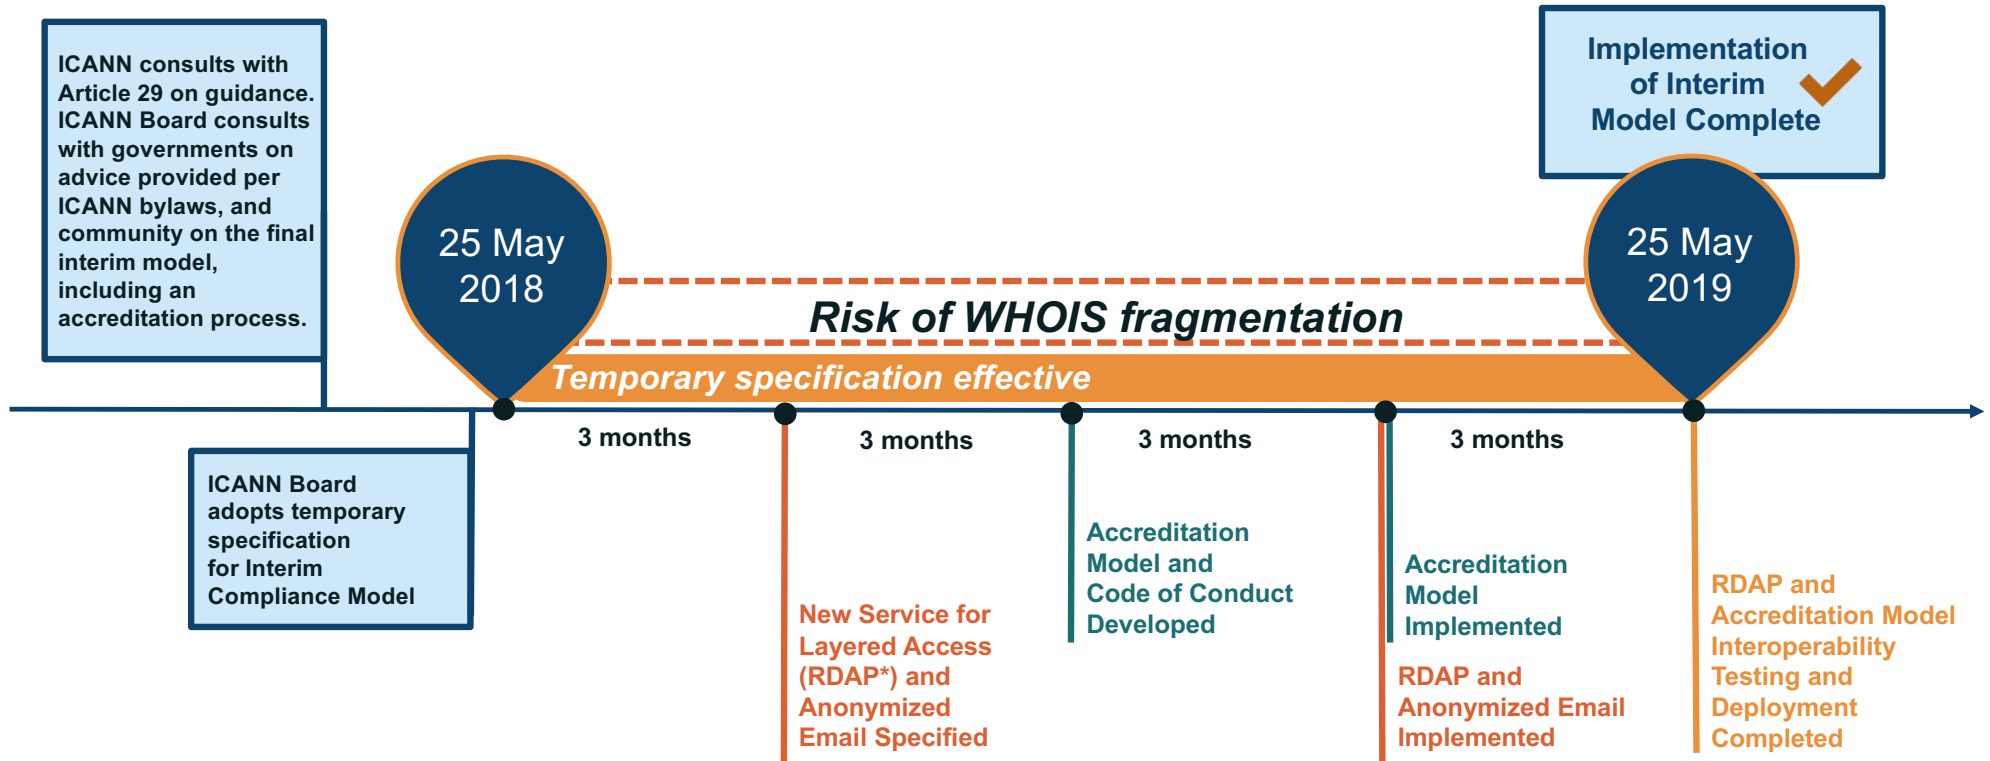 ICANN consults with
Article 29 on guidance.
ICANN Board consults
with governments on
advice provided per
ICANN bylaws, and
community on the final
interim model,
including an
accreditation process.
Implementation
of Interim
Model Complete
25 May
2018
25 May
2019
Risk of WHOIS fragmentation
Temporary specification effective
3 months
3 months
3 months
3 months
ICANN Board
adopts temporary
specification
for Interim
Compliance Model
New Service for
Layered Access
(RDAP*) and
Anonymized
Email Specified
Accreditation
Model and
Code of Conduct
Developed
Accreditation
Model
Implemented
RDAP and
Anonymized Email
Implemented
RDAP and
Accreditation Model
Interoperability
Testing and
Deployment
Completed